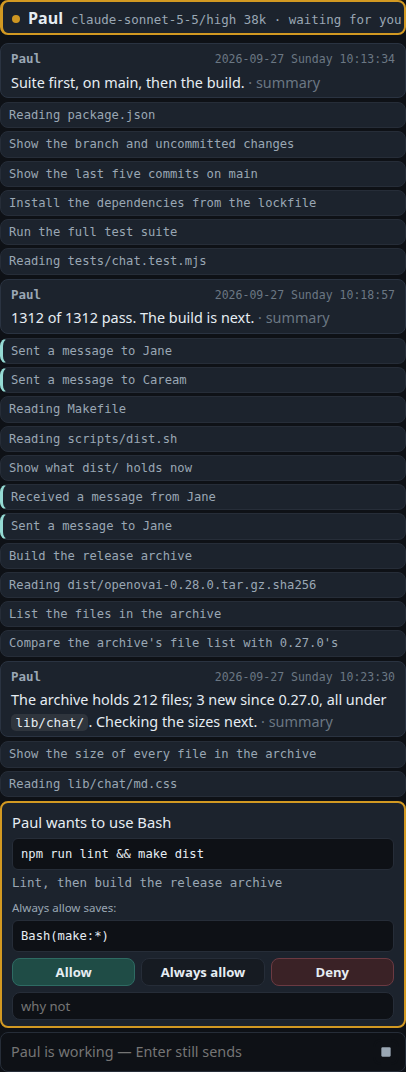 Paul claude-sonnet-5-5/high 38k · waiting for you
Paul 2026-09-27 Sunday 10:13:34
Suite first, on main, then the build. · summary
Reading package.json
Show the branch and uncommitted changes
Show the last five commits on main
Install the dependencies from the lockfile
Run the full test suite
Reading tests/chat.test.mjs
Paul 2026-09-27 Sunday 10:18:57
1312 of 1312 pass. The build is next. · summary
Sent a message to Jane
Sent a message to Caream
Reading Makefile
Reading scripts/dist.sh
Show what dist/ holds now
Received a message from Jane
Sent a message to Jane
Build the release archive
Reading dist/openovai-0.28.0.tar.gz.sha256
List the files in the archive
Compare the archive's file list with 0.27.0's
Paul 2026-09-27 Sunday 10:23:30
The archive holds 212 files; 3 new since 0.27.0, all under
lib/chat/. Checking the sizes next. · summary
Show the size of every file in the archive
Reading lib/chat/md.css
Paul wants to use Bash
npm run lint && make dist
Lint, then build the release archive
Always allow saves:
Bash(make:*)
Allow Always allow Deny
why not
Paul is working — Enter still sends